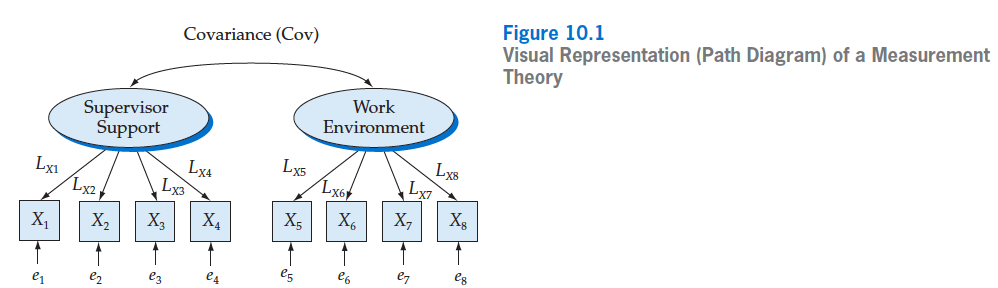 Covariance (Cov)
Figure 10.1
Visual Representation (Path Diagram) of a Measurement
Theory
Supervisor
Support
Work
Environment
LX1 LX2 LX3 LX4 LX5 LX6 LX7 LX8
X1 X2 X3 X4 X5 X6 X7 X8
e1 e2 e3 e4 e5 e6 e7 e8